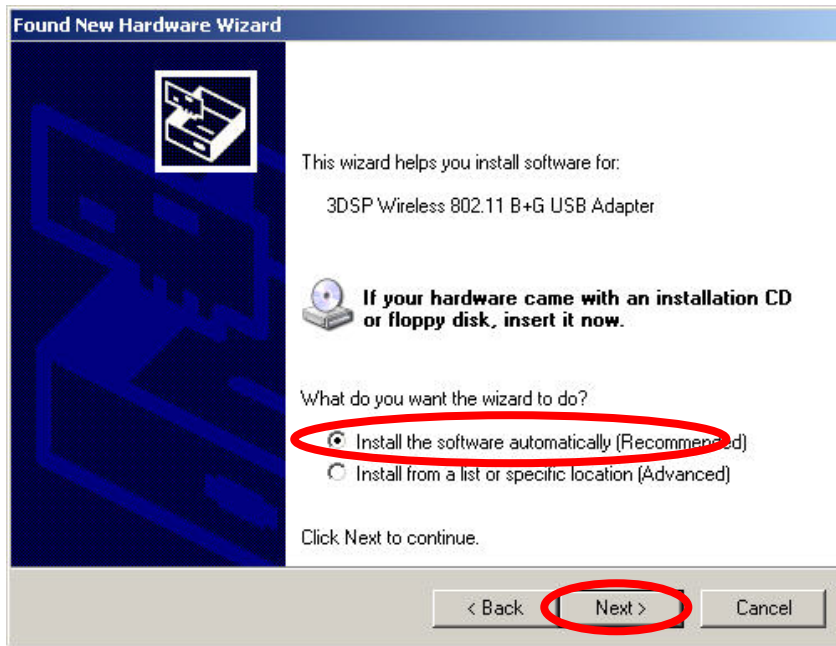 Found New Hardware Wizard
This wizard helps you install software for:
3DSP Wireless 802.11 B+G USB Adapter
If your hardware came with an installation CD
or floppy disk, insert it now.
What do you want the wizard to do?
Install the software automatically (Recommended)
Install from a list or specific location (Advanced)
Click Next to continue.
< Back Next > Cancel